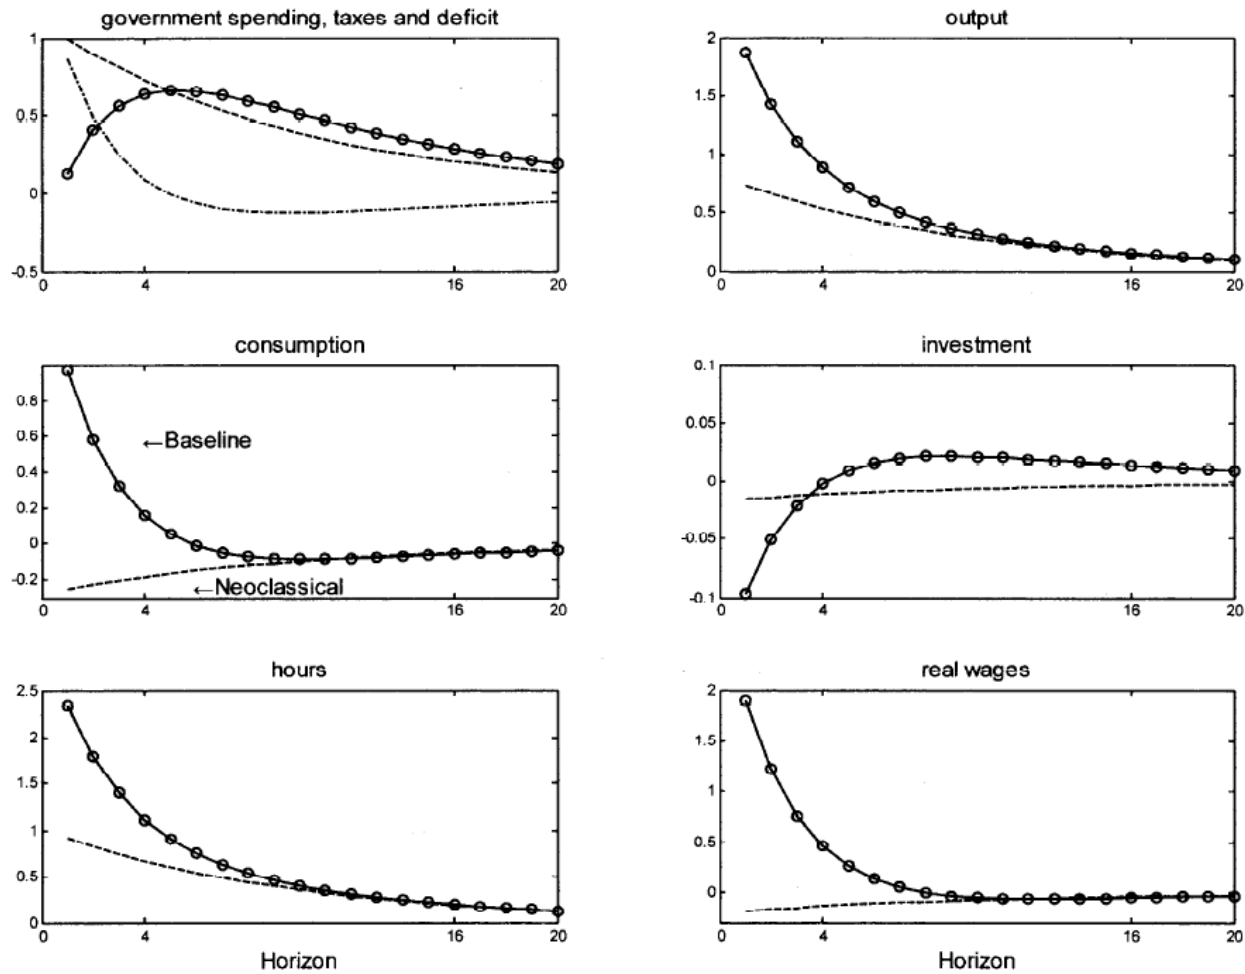 government spending, taxes and deficit
1
0.5
0
-0.5
0 4 16 20
output
2
1.5
1
0.5
0
0 4 16 20
consumption
0.8
0.6
0.4
0.2
0
-0.2
0 4 16 20
←Baseline
←Neoclassical
investment
0.1
0.05
0
-0.05
-0.1
0 4 16 20
hours
2.5
2
1.5
1
0.5
0
0 4 16 20
Horizon
real wages
2
1.5
1
0.5
0
0 4 16 20
Horizon